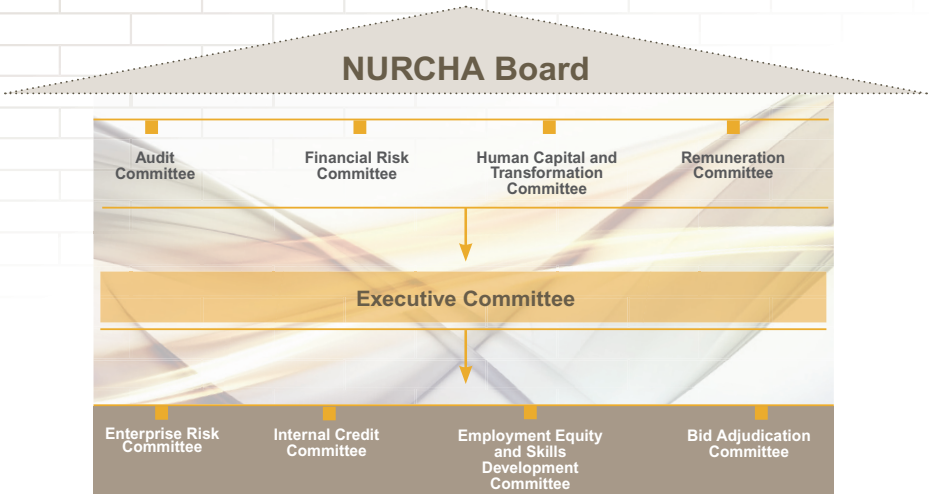 NURCHA Board
Audit
Committee
Financial Risk
Committee
Human Capital and
Transformation
Committee
Remuneration
Committee
Executive Committee
Enterprise Risk
Committee
Internal Credit
Committee
Employment Equity
and Skills
Development
Committee
Bid Adjudication
Committee